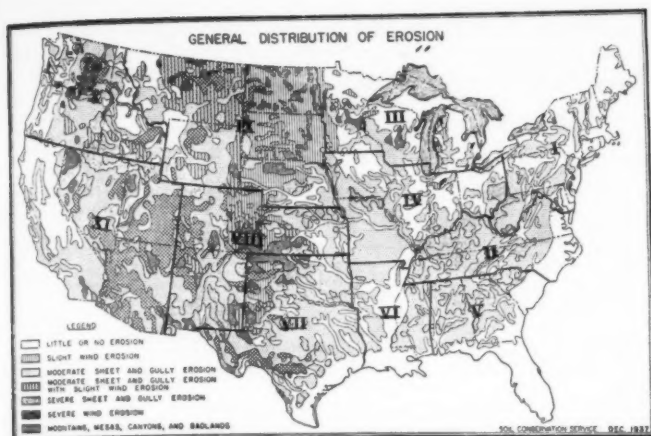 GENERAL DISTRIBUTION OF EROSION
III
IX
I
IV
XI
VIII
II
VII
VI
V
LEGEND
LITTLE OR NO EROSION
SLIGHT WIND EROSION
MODERATE SHEET AND GULLY EROSION
MODERATE SHEET AND GULLY EROSION
WITH SLIGHT WIND EROSION
SEVERE SHEET AND GULLY EROSION
SEVERE WIND EROSION
MOUNTAINS, MESAS, CANYONS, AND BADLANDS
SOIL CONSERVATION SERVICE DEC. 1937